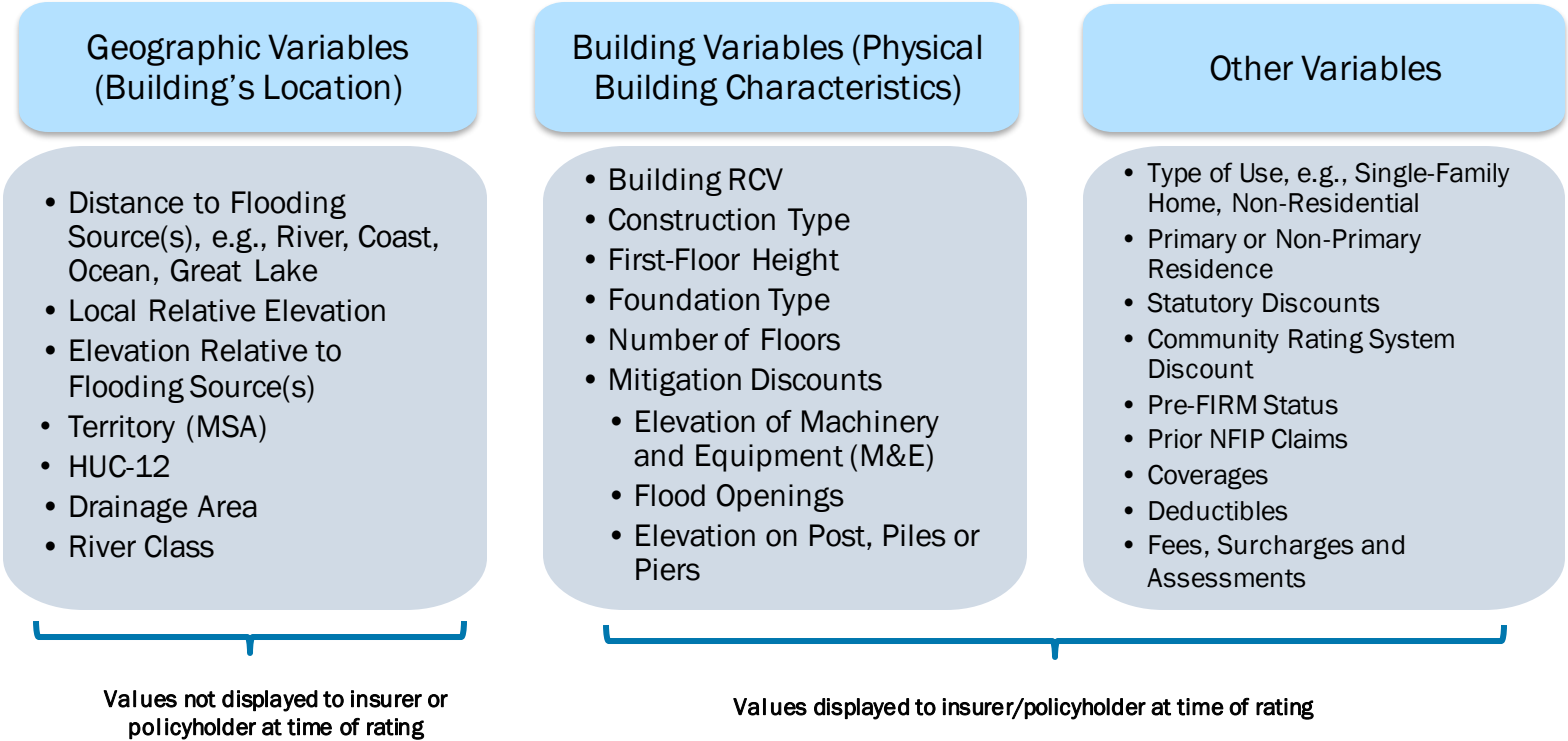 Geographic Variables
(Building's Location)
• Distance to Flooding
Source(s), e.g., River, Coast,
Ocean, Great Lake
• Local Relative Elevation
• Elevation Relative to
Flooding Source(s)
• Territory (MSA)
• HUC-12
• Drainage Area
• River Class
Values not displayed to insurer or
policyholder at time of rating
Building Variables (Physical
Building Characteristics)
• Building RCV
• Construction Type
• First-Floor Height
• Foundation Type
• Number of Floors
• Mitigation Discounts
• Elevation of Machinery
and Equipment (M&E)
• Flood Openings
• Elevation on Post, Piles or
Piers
Other Variables
• Type of Use, e.g., Single-Family
Home, Non-Residential
• Primary or Non-Primary
Residence
• Statutory Discounts
• Community Rating System
Discount
• Pre-FIRM Status
• Prior NFIP Claims
• Coverages
• Deductibles
• Fees, Surcharges and
Assessments
Values displayed to insurer/policyholder at time of rating